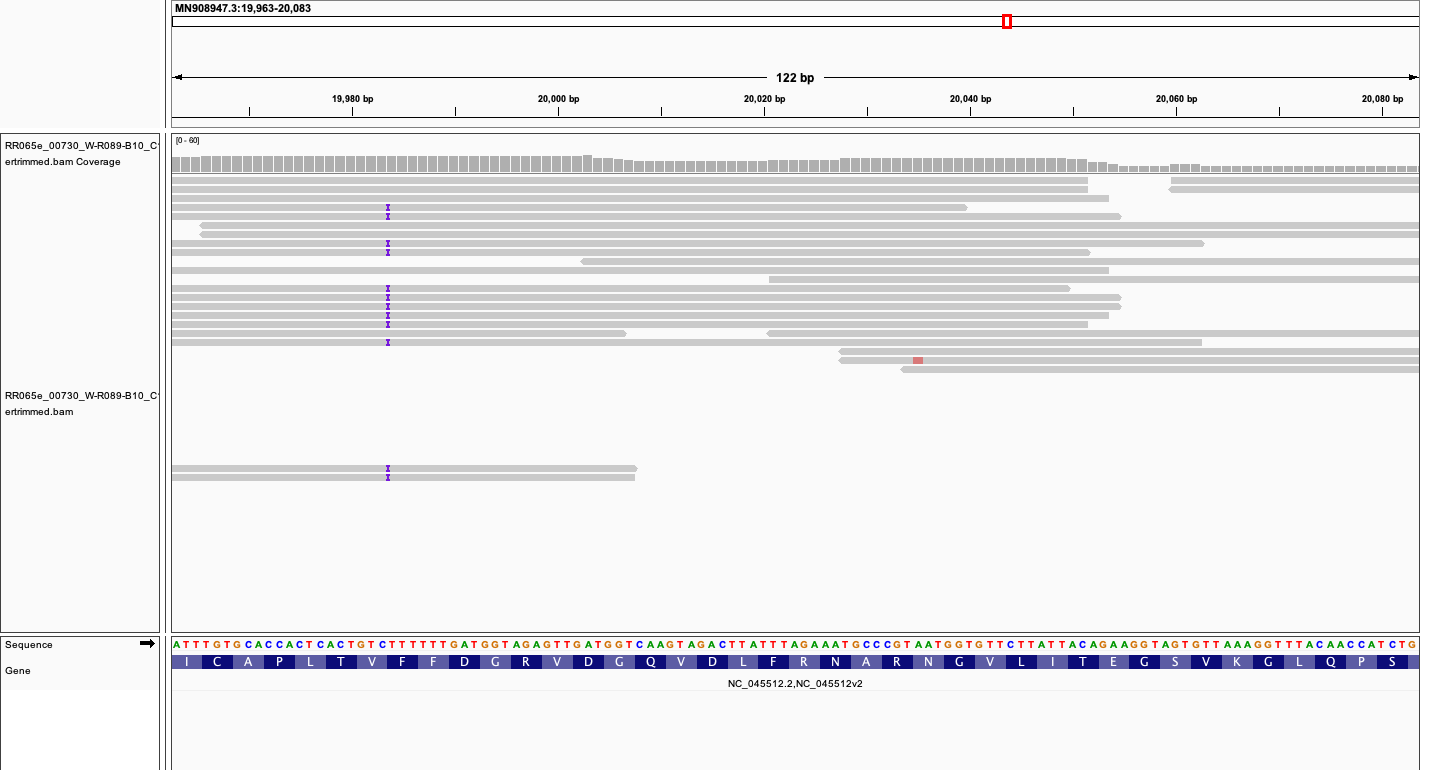 MN908947.3:19,963-20,083
122 bp
19,980 bp 20,000 bp 20,020 bp 20,040 bp 20,060 bp 20,080 bp
RR065e_00730_W-R089-B10_C
ertrimmed.bam Coverage
[0 - 60]
RR065e_00730_W-R089-B10_C
ertrimmed.bam
Sequence
ATTTGTGCACCACTCACTGTCTTTTTTGATGGTAGAGTTGATGGTCAAGTAGACTTATTTAGAAATGCCCGTAATGGTGTTCTTATTACAGAAGGTAGTGTTAAAGGTTTACAACCATCTG
Gene
I C A P L T V F F D G R V D G Q V D L F R N A R N G V L I T E G S V K G L Q P S
NC_045512.2,NC_045512v2